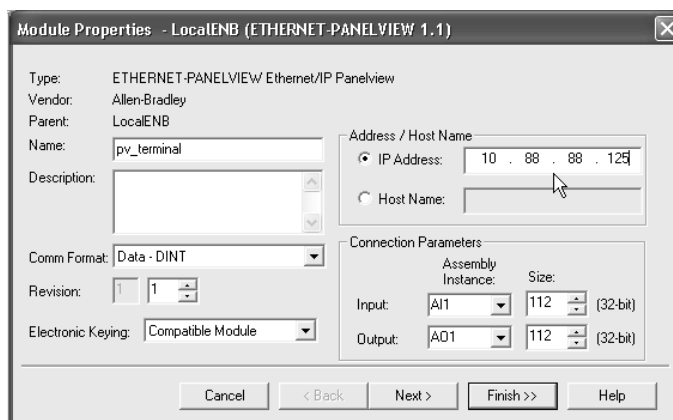 Module Properties - LocalENB (ETHERNET-PANELVIEW 1.1)
Type: ETHERNET-PANELVIEW Ethernet/IP Panelview
Vendor: Allen-Bradley
Parent: LocalENB
Name: pv_terminal
Description:
Comm Format: Data - DINT
Revision: 1 1
Electronic Keying: Compatible Module
Address / Host Name
IP Address: 10 . 88 . 88 . 125
Host Name:
Connection Parameters
Assembly
Instance: Size:
Input: AI1 112 (32-bit)
Output: AO1 112 (32-bit)
Cancel < Back Next > Finish >> Help